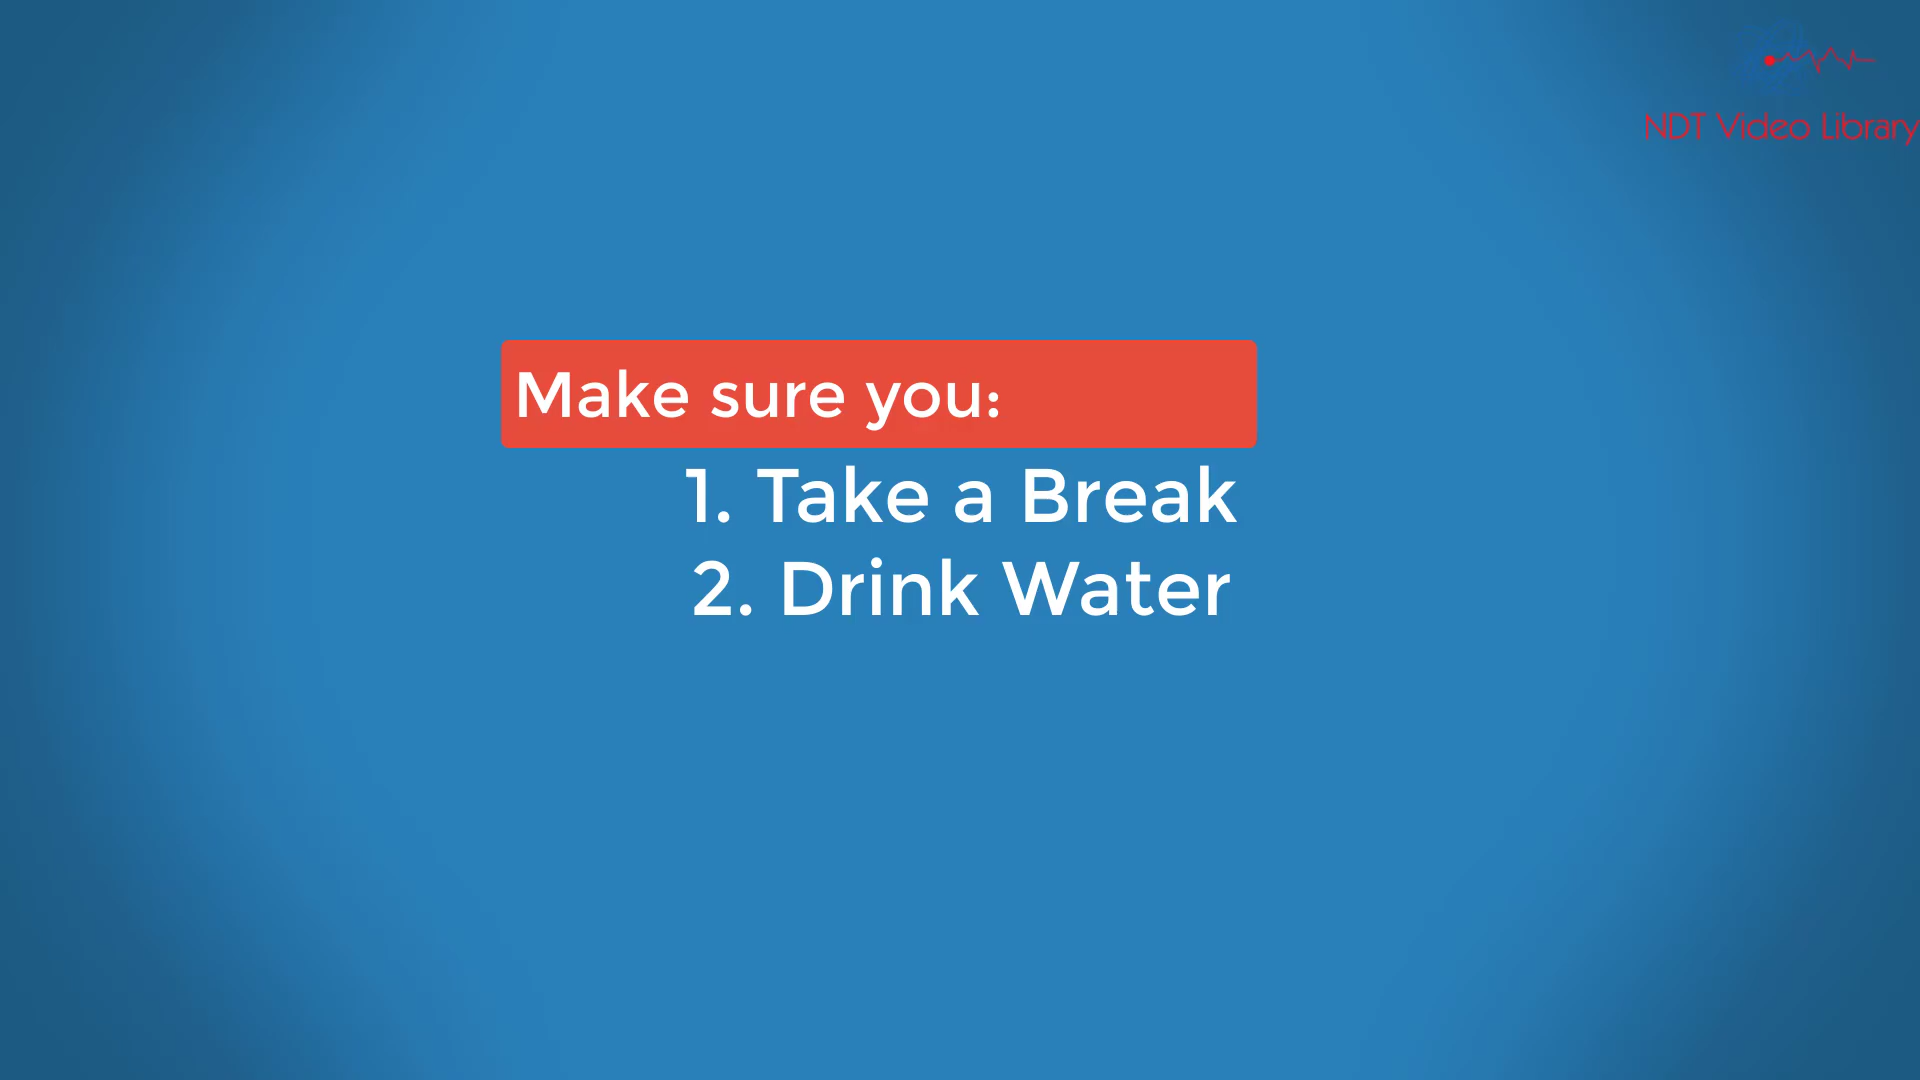 NDT Video Library
Make sure you:
1. Take a Break
2. Drink Water